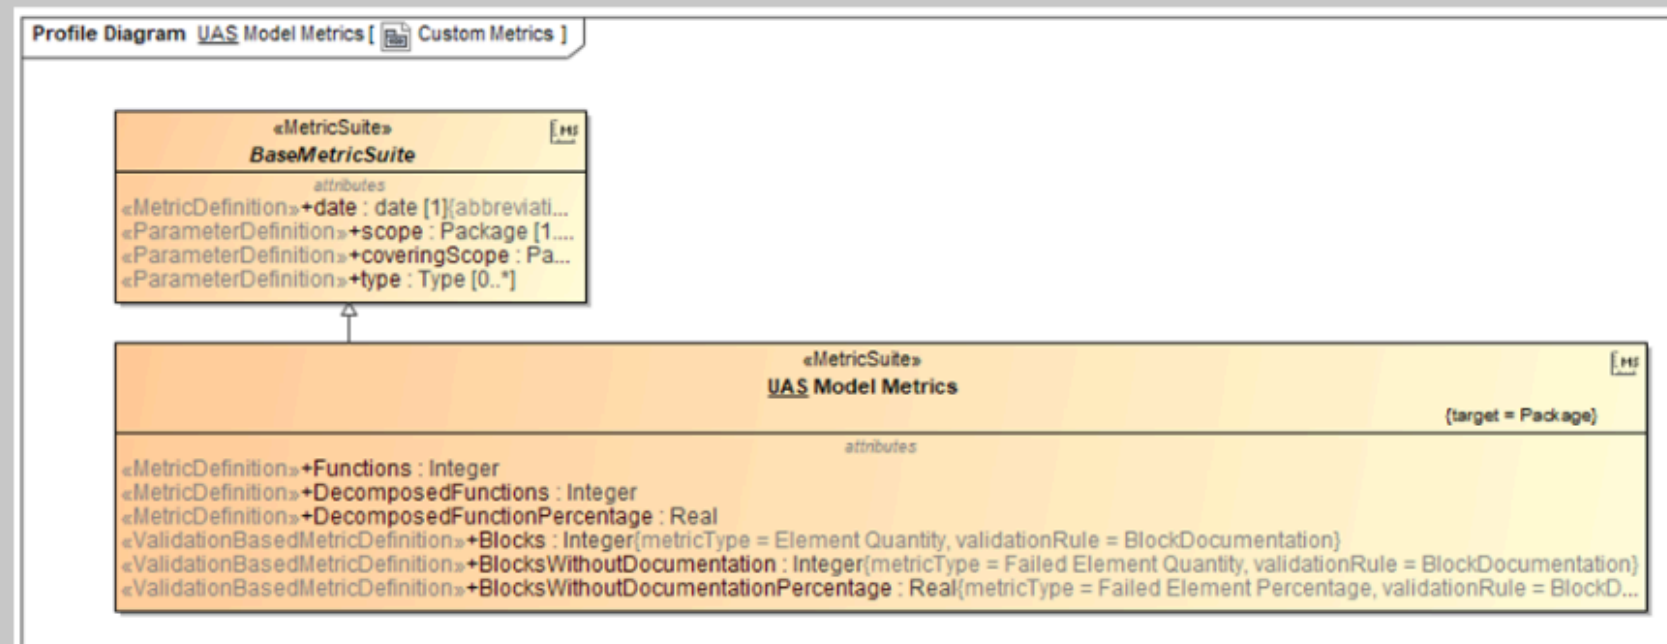 Profile Diagram UAS Model Metrics [ Custom Metrics ]
«MetricSuite»
BaseMetricSuite
attributes
«MetricDefinition»+date : date [1]{abbreviati...
«ParameterDefinition»+scope : Package [1....
«ParameterDefinition»+coveringScope : Pa...
«ParameterDefinition»+type : Type [0..*]
«MetricSuite»
UAS Model Metrics
{target = Package}
attributes
«MetricDefinition»+Functions : Integer
«MetricDefinition»+DecomposedFunctions : Integer
«MetricDefinition»+DecomposedFunctionPercentage : Real
«ValidationBasedMetricDefinition»+Blocks : Integer{metricType = Element Quantity, validationRule = BlockDocumentation}
«ValidationBasedMetricDefinition»+BlocksWithoutDocumentation : Integer{metricType = Failed Element Quantity, validationRule = BlockDocumentation}
«ValidationBasedMetricDefinition»+BlocksWithoutDocumentationPercentage : Real{metricType = Failed Element Percentage, validationRule = BlockD...